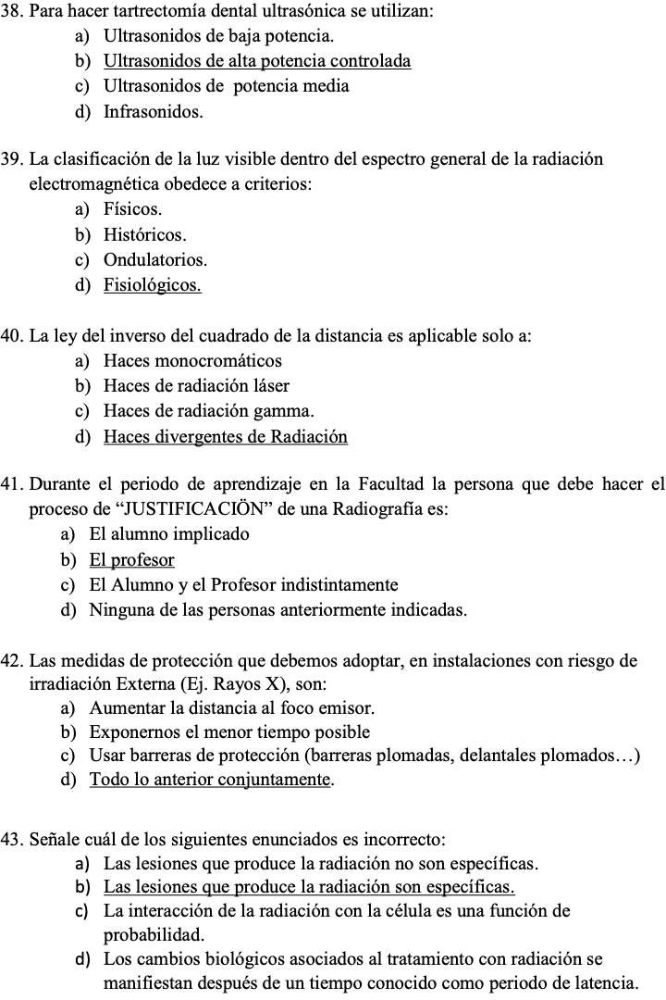 38. Para hacer tartrectomía dental ultrasónica se utilizan:
a) Ultrasonidos de baja potencia.
b) Ultrasonidos de alta potencia controlada
c) Ultrasonidos de potencia media
d) Infrasonidos.
39. La clasificación de la luz visible dentro del espectro general de la radiación
electromagnética obedece a criterios:
a) Físicos.
b) Históricos.
c) Ondulatorios.
d) Fisiológicos.
40. La ley del inverso del cuadrado de la distancia es aplicable solo a:
a) Haces monocromáticos
b) Haces de radiación láser
c) Haces de radiación gamma.
d) Haces divergentes de Radiación
41. Durante el periodo de aprendizaje en la Facultad la persona que debe hacer el
proceso de “JUSTIFICACIÖN” de una Radiografía es:
a) El alumno implicado
b) El profesor
c) El Alumno y el Profesor indistintamente
d) Ninguna de las personas anteriormente indicadas.
42. Las medidas de protección que debemos adoptar, en instalaciones con riesgo de
irradiación Externa (Ej. Rayos X), son:
a) Aumentar la distancia al foco emisor.
b) Exponernos el menor tiempo posible
c) Usar barreras de protección (barreras plomadas, delantales plomados…)
d) Todo lo anterior conjuntamente.
43. Señale cuál de los siguientes enunciados es incorrecto:
a) Las lesiones que produce la radiación no son específicas.
b) Las lesiones que produce la radiación son específicas.
c) La interacción de la radiación con la célula es una función de
probabilidad.
d) Los cambios biológicos asociados al tratamiento con radiación se
manifiestan después de un tiempo conocido como periodo de latencia.